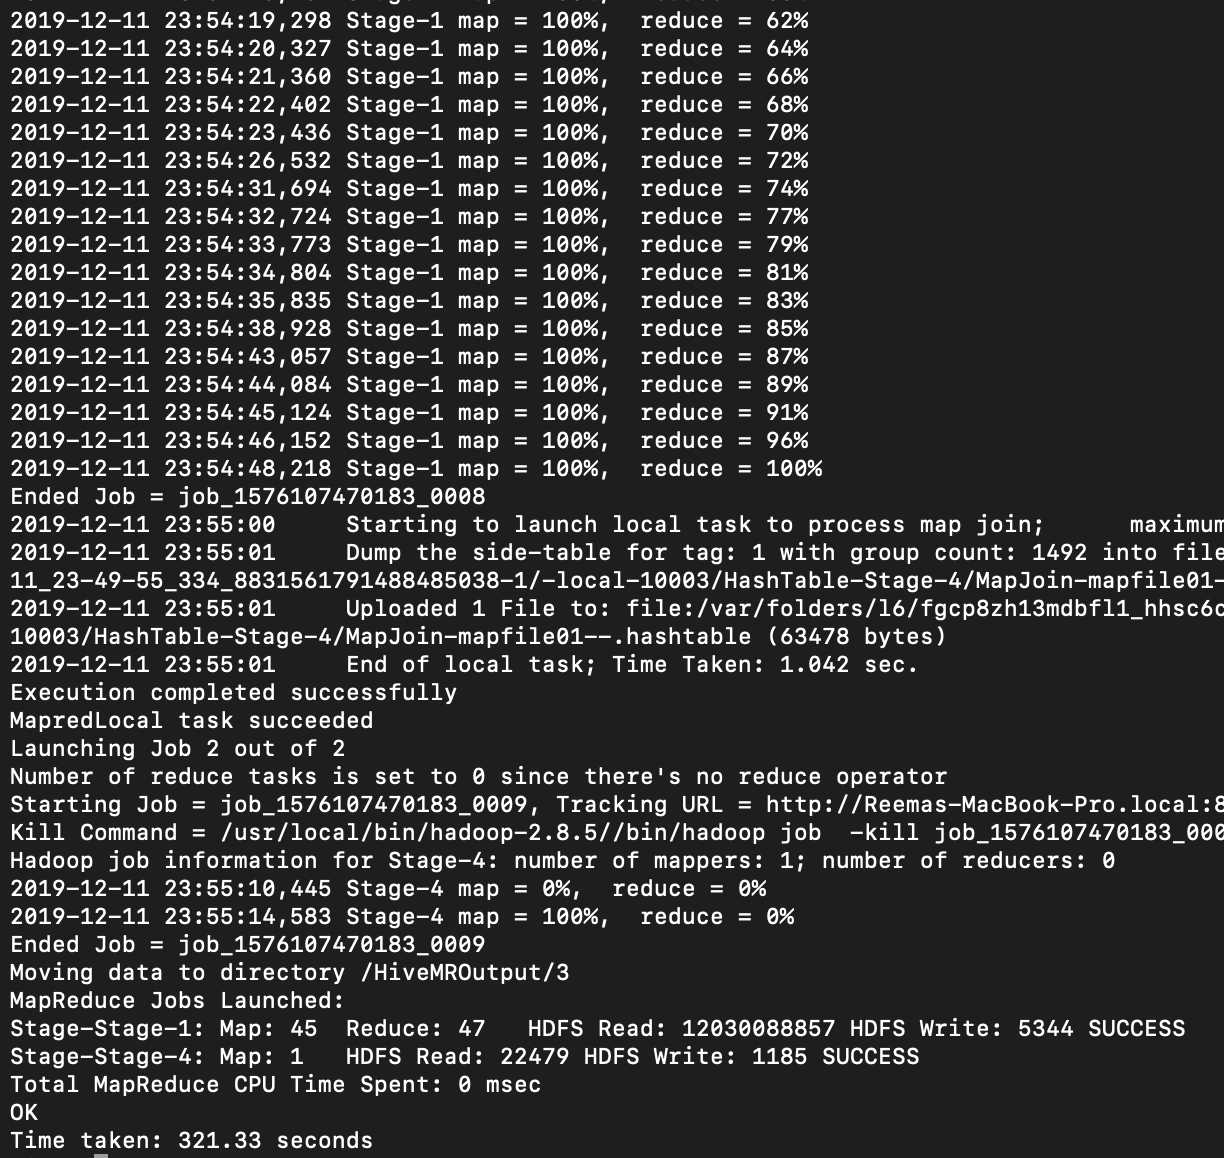 2019-12-11 23:54:19,298 Stage-1 map = 100%,  reduce = 62%
2019-12-11 23:54:20,327 Stage-1 map = 100%,  reduce = 64%
2019-12-11 23:54:21,360 Stage-1 map = 100%,  reduce = 66%
2019-12-11 23:54:22,402 Stage-1 map = 100%,  reduce = 68%
2019-12-11 23:54:23,436 Stage-1 map = 100%,  reduce = 70%
2019-12-11 23:54:26,532 Stage-1 map = 100%,  reduce = 72%
2019-12-11 23:54:31,694 Stage-1 map = 100%,  reduce = 74%
2019-12-11 23:54:32,724 Stage-1 map = 100%,  reduce = 77%
2019-12-11 23:54:33,773 Stage-1 map = 100%,  reduce = 79%
2019-12-11 23:54:34,804 Stage-1 map = 100%,  reduce = 81%
2019-12-11 23:54:35,835 Stage-1 map = 100%,  reduce = 83%
2019-12-11 23:54:38,928 Stage-1 map = 100%,  reduce = 85%
2019-12-11 23:54:43,057 Stage-1 map = 100%,  reduce = 87%
2019-12-11 23:54:44,084 Stage-1 map = 100%,  reduce = 89%
2019-12-11 23:54:45,124 Stage-1 map = 100%,  reduce = 91%
2019-12-11 23:54:46,152 Stage-1 map = 100%,  reduce = 96%
2019-12-11 23:54:48,218 Stage-1 map = 100%,  reduce = 100%
Ended Job = job_1576107470183_0008
2019-12-11 23:55:00     Starting to launch local task to process map join;      maximum
2019-12-11 23:55:01     Dump the side-table for tag: 1 with group count: 1492 into file
11_23-49-55_334_8831561791488485038-1/-local-10003/HashTable-Stage-4/MapJoin-mapfile01-
2019-12-11 23:55:01     Uploaded 1 File to: file:/var/folders/l6/fgcp8zh13mdbfl1_hhsc6c
10003/HashTable-Stage-4/MapJoin-mapfile01--.hashtable (63478 bytes)
2019-12-11 23:55:01     End of local task; Time Taken: 1.042 sec.
Execution completed successfully
MapredLocal task succeeded
Launching Job 2 out of 2
Number of reduce tasks is set to 0 since there's no reduce operator
Starting Job = job_1576107470183_0009, Tracking URL = http://Reemas-MacBook-Pro.local:8
Kill Command = /usr/local/bin/hadoop-2.8.5//bin/hadoop job  -kill job_1576107470183_000
Hadoop job information for Stage-4: number of mappers: 1; number of reducers: 0
2019-12-11 23:55:10,445 Stage-4 map = 0%,  reduce = 0%
2019-12-11 23:55:14,583 Stage-4 map = 100%,  reduce = 0%
Ended Job = job_1576107470183_0009
Moving data to directory /HiveMROutput/3
MapReduce Jobs Launched:
Stage-Stage-1: Map: 45  Reduce: 47   HDFS Read: 12030088857 HDFS Write: 5344 SUCCESS
Stage-Stage-4: Map: 1   HDFS Read: 22479 HDFS Write: 1185 SUCCESS
Total MapReduce CPU Time Spent: 0 msec
OK
Time taken: 321.33 seconds